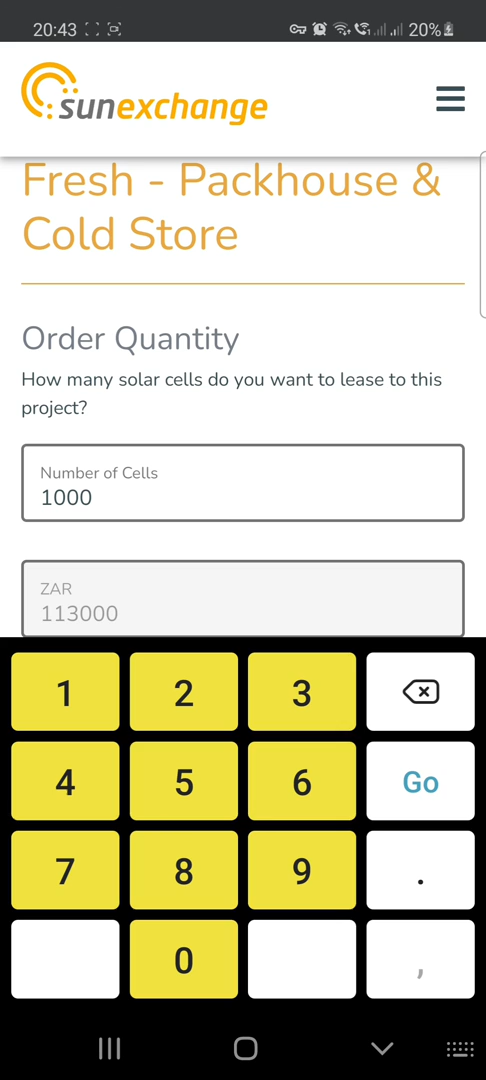 20:43
20%
sunexchange
Fresh - Packhouse &
Cold Store
Order Quantity
How many solar cells do you want to lease to this
project?
Number of Cells
1000
ZAR
113000
1 2 3
4 5 6 Go
7 8 9 .
0 ,